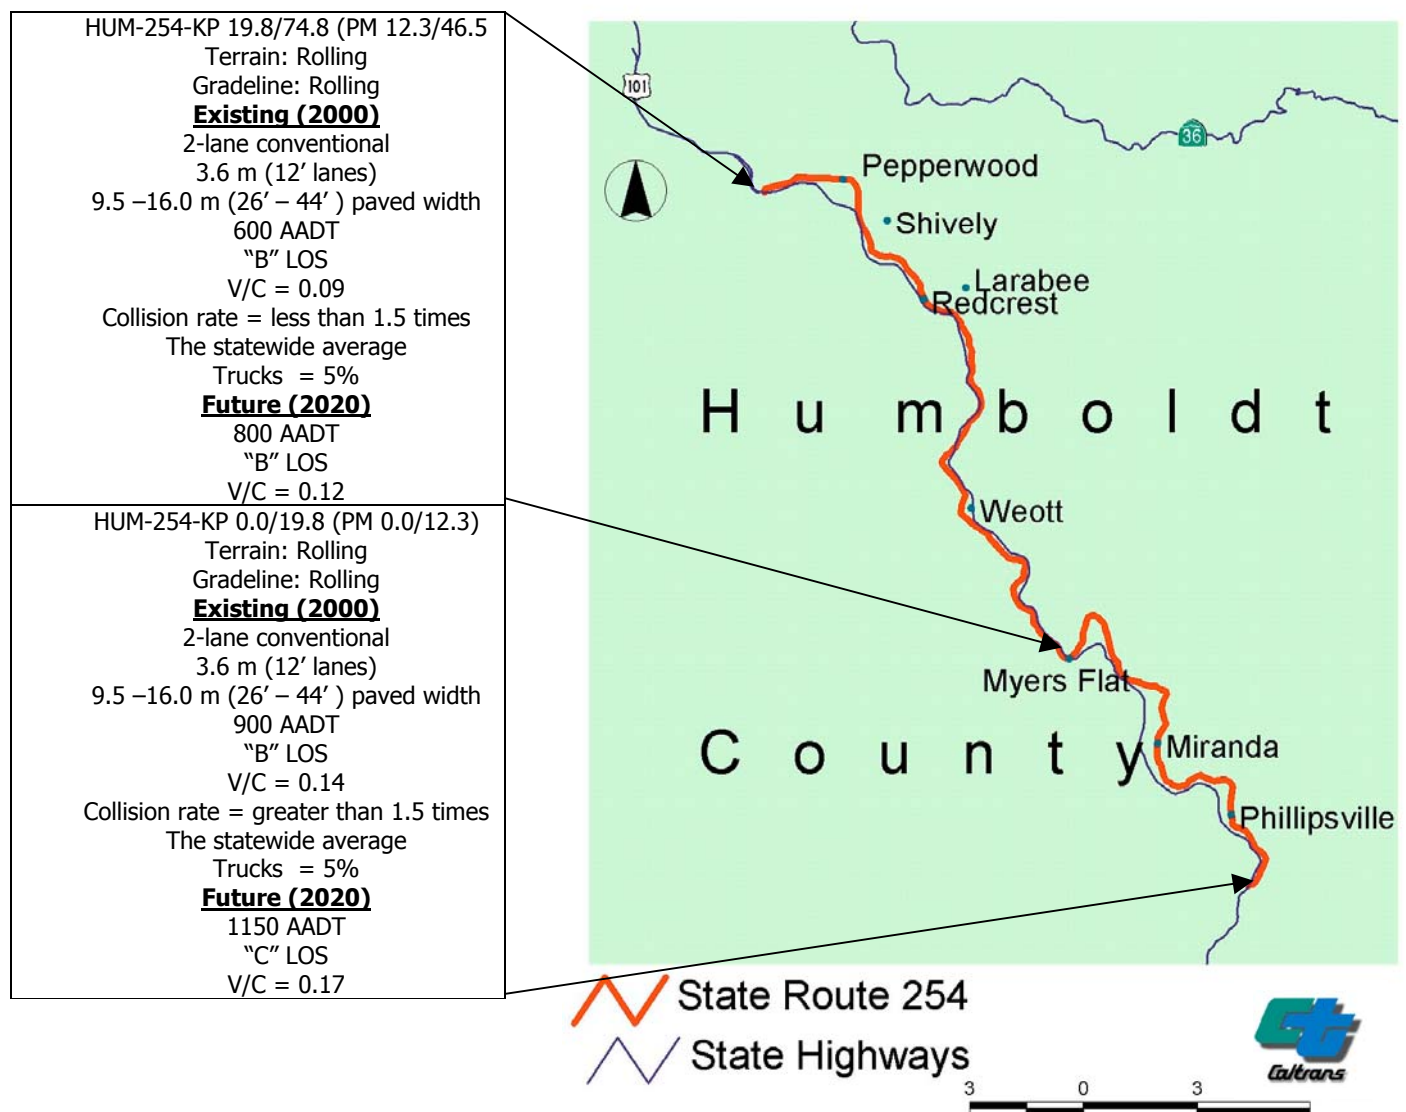 HUM-254-KP 19.8/74.8 (PM 12.3/46.5
Terrain: Rolling
Gradeline: Rolling
Existing (2000)
2-lane conventional
3.6 m (12’ lanes)
9.5 –16.0 m (26’ – 44’ ) paved width
600 AADT
“B” LOS
V/C = 0.09
Collision rate = less than 1.5 times
The statewide average
Trucks = 5%
Future (2020)
800 AADT
“B” LOS
V/C = 0.12
HUM-254-KP 0.0/19.8 (PM 0.0/12.3)
Terrain: Rolling
Gradeline: Rolling
Existing (2000)
2-lane conventional
3.6 m (12’ lanes)
9.5 –16.0 m (26’ – 44’ ) paved width
900 AADT
“B” LOS
V/C = 0.14
Collision rate = greater than 1.5 times
The statewide average
Trucks = 5%
Future (2020)
1150 AADT
“C” LOS
V/C = 0.17
101
36
Pepperwood
Shively
Larabee
Redcrest
Humboldt
Weott
Myers Flat
County
Miranda
Phillipsville
State Route 254
State Highways
Ct
Caltrans
3 0 3